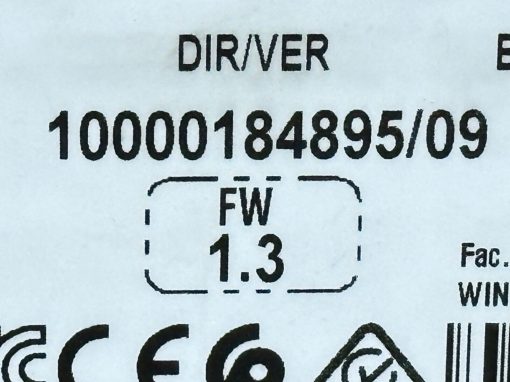 DIR/VER
10000184895/09
FW
1.3
Fac.
WIN
CE